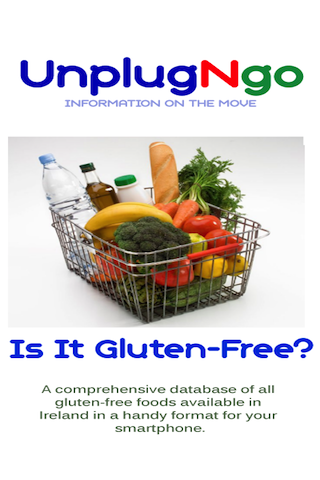 UnplugNgo
INFORMATION ON THE MOVE
Is It Gluten-Free?
A comprehensive database of all
gluten-free foods available in
Ireland in a handy format for your
smartphone.